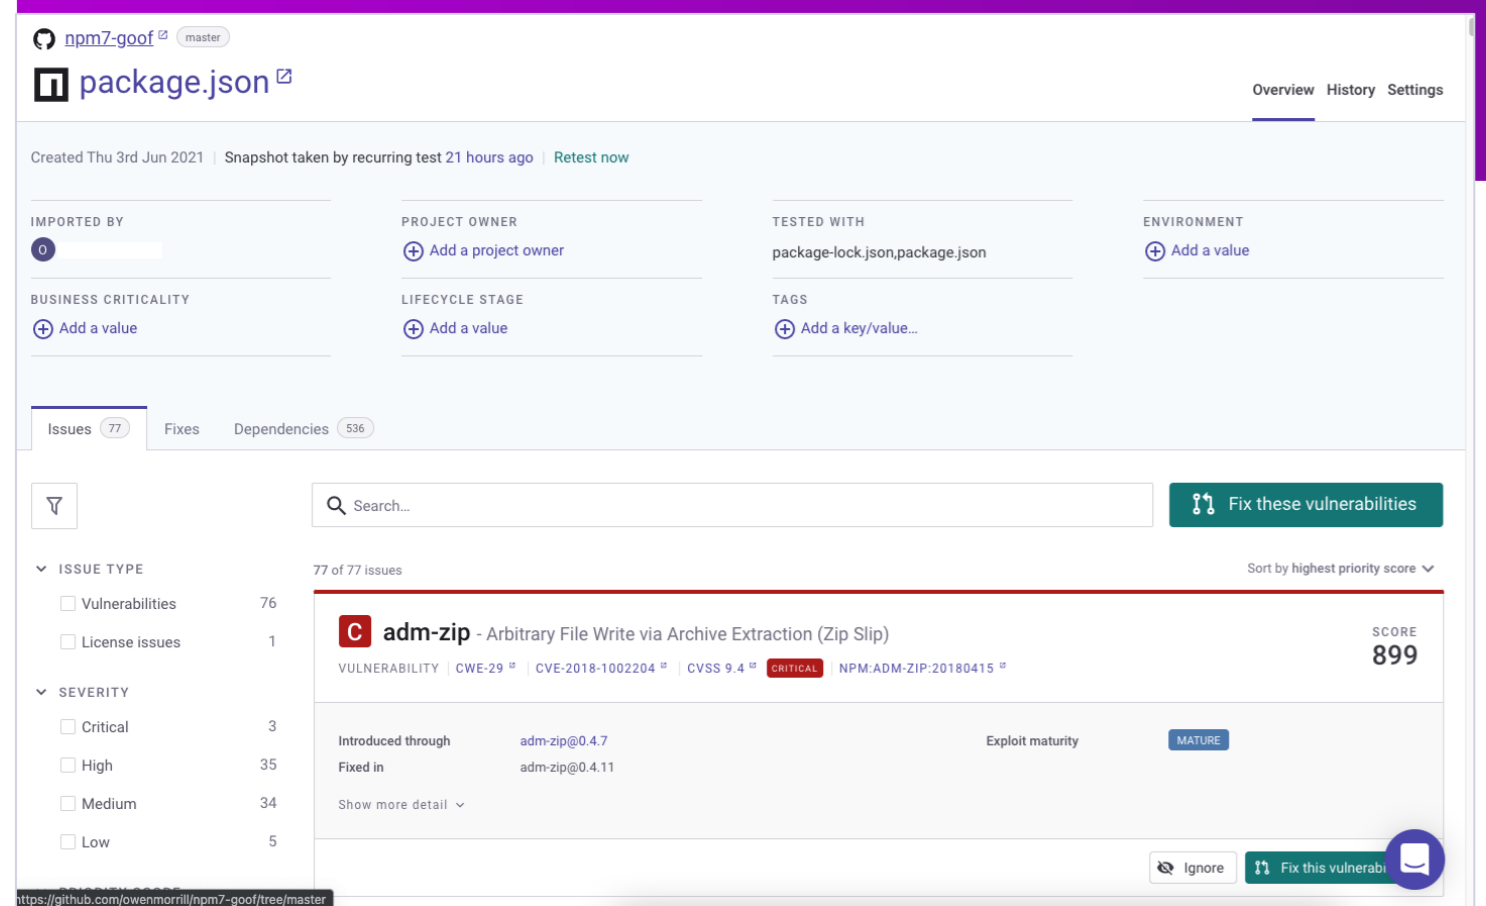 npm7-goof master
package.json
Overview History Settings
Created Thu 3rd Jun 2021 | Snapshot taken by recurring test 21 hours ago | Retest now
IMPORTED BY PROJECT OWNER TESTED WITH ENVIRONMENT
O Add a project owner package-lock.json,package.json Add a value
BUSINESS CRITICALITY LIFECYCLE STAGE TAGS
Add a value Add a value Add a key/value...
Issues 77 Fixes Dependencies 536
Search... Fix these vulnerabilities
ISSUE TYPE
Vulnerabilities 76
License issues 1
SEVERITY
Critical 3
High 35
Medium 34
Low 5
77 of 77 issues Sort by highest priority score
C adm-zip - Arbitrary File Write via Archive Extraction (Zip Slip) SCORE
899
VULNERABILITY | CWE-29 | CVE-2018-1002204 | CVSS 9.4 CRITICAL | NPM:ADM-ZIP:20180415
Introduced through adm-zip@0.4.7 Exploit maturity MATURE
Fixed in adm-zip@0.4.11
Show more detail
Ignore Fix this vulnerabi
https://github.com/owenmorrill/npm7-goof/tree/master